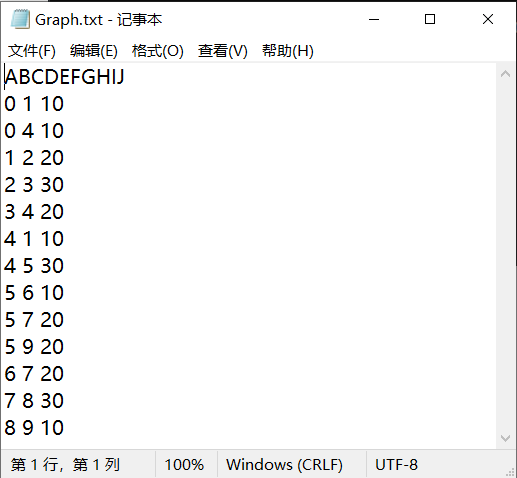 Graph.txt - 记事本
文件(F) 编辑(E) 格式(O) 查看(V) 帮助(H)
ABCDEFGHIJ
0 1 10
0 4 10
1 2 20
2 3 30
3 4 20
4 1 10
4 5 30
5 6 10
5 7 20
5 9 20
6 7 20
7 8 30
8 9 10
第 1 行，第 1 列 100% Windows (CRLF) UTF-8